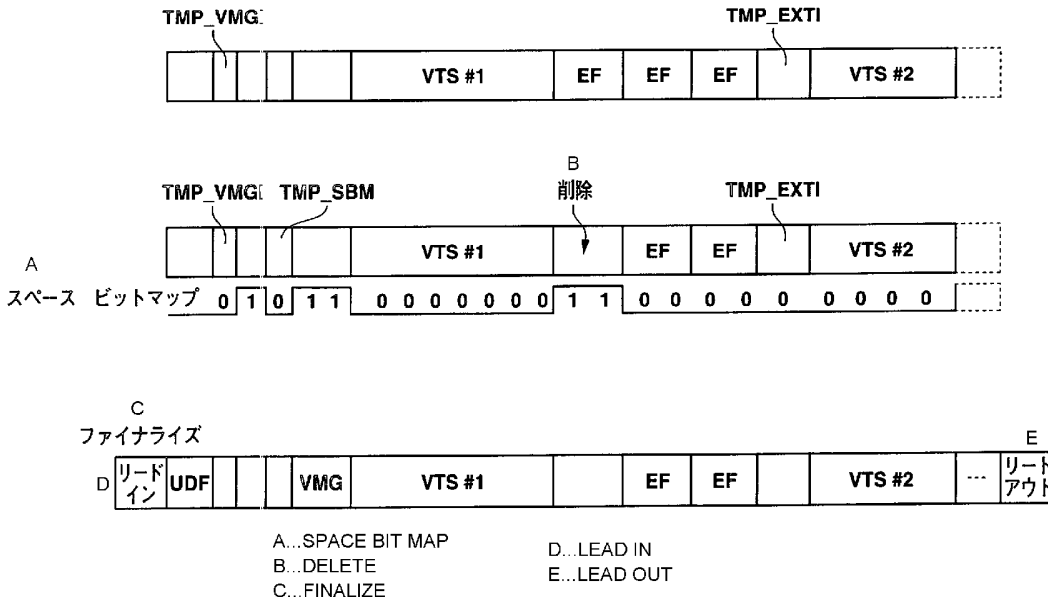 TMP_VMGI TMP_EXTI
VTS #1 EF EF EF VTS #2
B
TMP_VMGI TMP_SBM 削除 TMP_EXTI
VTS #1 EF EF VTS #2
A
スペース ビットマップ 0 1 0 1 1 0 0 0 0 0 0 0 1 1 0 0 0 0 0 0 0 0 0
C
ファイナライズ
E
D リード イン UDF VMG VTS #1 EF EF VTS #2 ... リード アウト
A...SPACE BIT MAP
B...DELETE
C...FINALIZE
D...LEAD IN
E...LEAD OUT